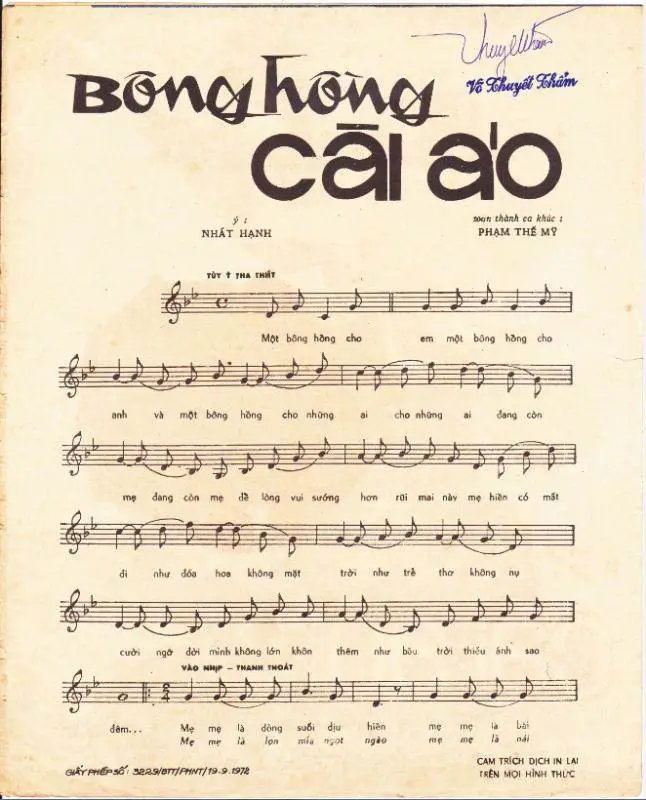 Võ Thuyết Thẩm
Bông hồng
cài áo
ý :
NHẤT HẠNH
soạn thành ca khúc :
PHẠM THẾ MỸ
TÙY Ý THA THIẾT
Một bông hồng cho em một bông hồng cho
anh và một bông hồng cho những ai cho những ai đang còn
mẹ đang còn mẹ để lòng vui sướng hơn rủi mai này mẹ hiền có mất
đi như đóa hoa không mặt trời như trẻ thơ không nụ
cười ngỡ đời mình không lớn khôn thêm như bầu trời thiếu ánh sao
VÀO NHỊP - THANH THOÁT
đêm... Mẹ mẹ là dòng suối dịu hiền mẹ mẹ là bài
Mẹ mẹ là lọn mía ngọt ngào mẹ mẹ là nải
GIẤY PHÉP SỐ : 3229/BTT/PHNT/19-9-1972
CẤM TRÍCH DỊCH IN LẠI
TRÊN MỌI HÌNH THỨC